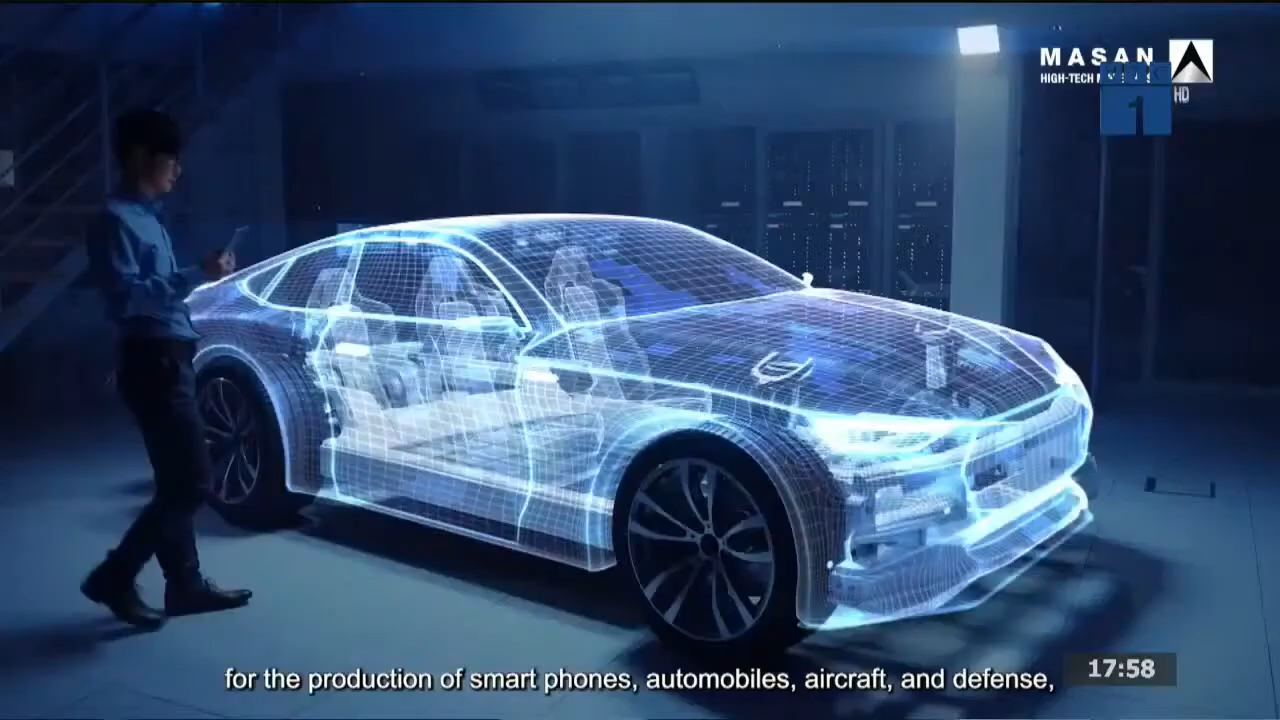 MASAN
HIGH-TECH
1
HD
for the production of smart phones, automobiles, aircraft, and defense,
17:58